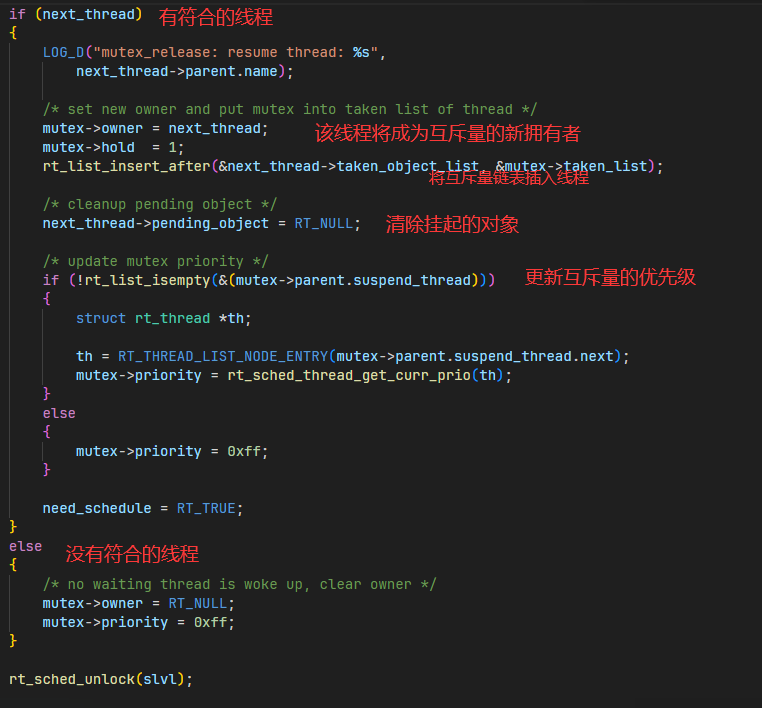 if (next_thread) 有符合的线程
{
    LOG_D("mutex_release: resume thread: %s",
        next_thread->parent.name);

    /* set new owner and put mutex into taken list of thread */
    mutex->owner = next_thread; 该线程将成为互斥量的新拥有者
    mutex->hold  = 1;
    rt_list_insert_after(&next_thread->taken_object_list, &mutex->taken_list);
将互斥量链表插入线程

    /* cleanup pending object */
    next_thread->pending_object = RT_NULL; 清除挂起的对象

    /* update mutex priority */
    if (!rt_list_isempty(&(mutex->parent.suspend_thread))) 更新互斥量的优先级
    {
        struct rt_thread *th;

        th = RT_THREAD_LIST_NODE_ENTRY(mutex->parent.suspend_thread.next);
        mutex->priority = rt_sched_thread_get_curr_prio(th);
    }
    else
    {
        mutex->priority = 0xff;
    }

    need_schedule = RT_TRUE;
}
else 没有符合的线程
{
    /* no waiting thread is woke up, clear owner */
    mutex->owner = RT_NULL;
    mutex->priority = 0xff;
}

rt_sched_unlock(slvl);